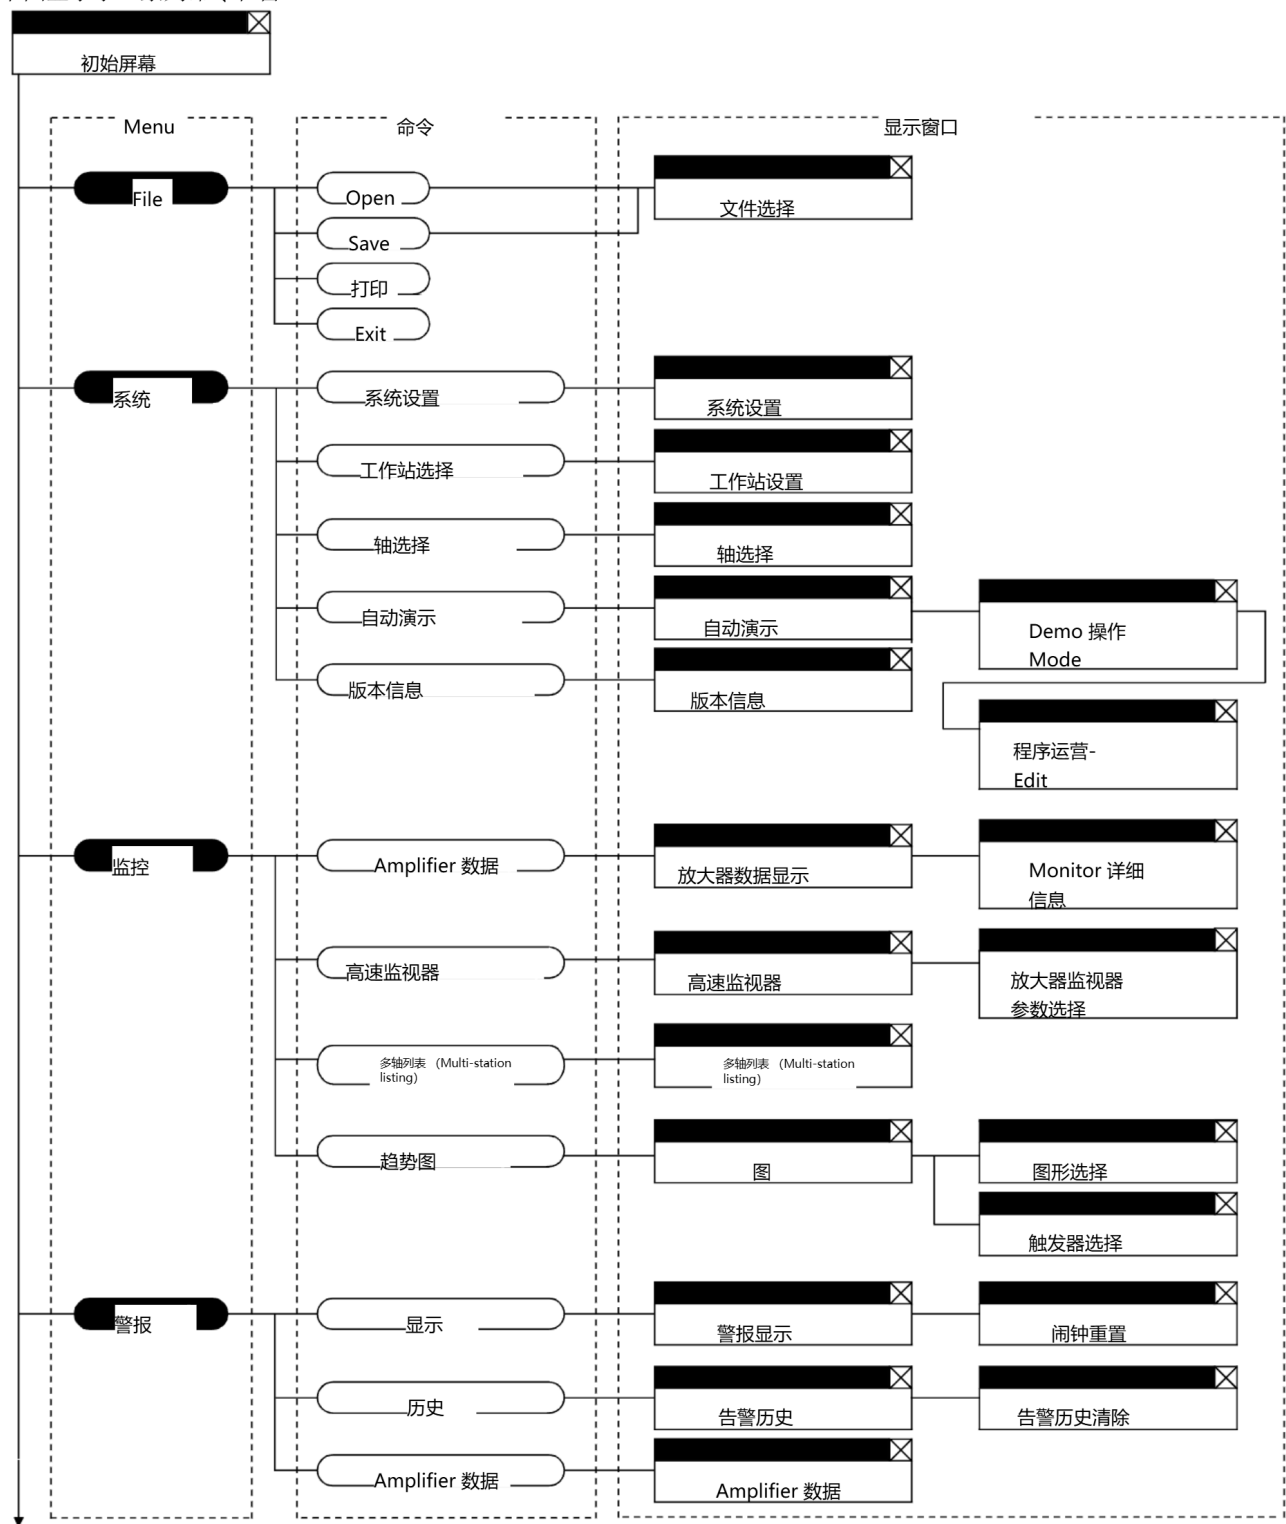 初始屏幕
Menu
命令
显示窗口
File
Open
文件选择
Save
打印
Exit
系统
系统设置
系统设置
工作站选择
工作站设置
轴选择
轴选择
自动演示
自动演示
Demo 操作
Mode
版本信息
版本信息
程序运营-
Edit
监控
Amplifier 数据
放大器数据显示
Monitor 详细
信息
高速监视器
高速监视器
放大器监视器
参数选择
多轴列表 （Multi-station
listing）
多轴列表 （Multi-station
listing）
趋势图
图
图形选择
触发器选择
警报
显示
警报显示
闹钟重置
历史
告警历史
告警历史清除
Amplifier 数据
Amplifier 数据